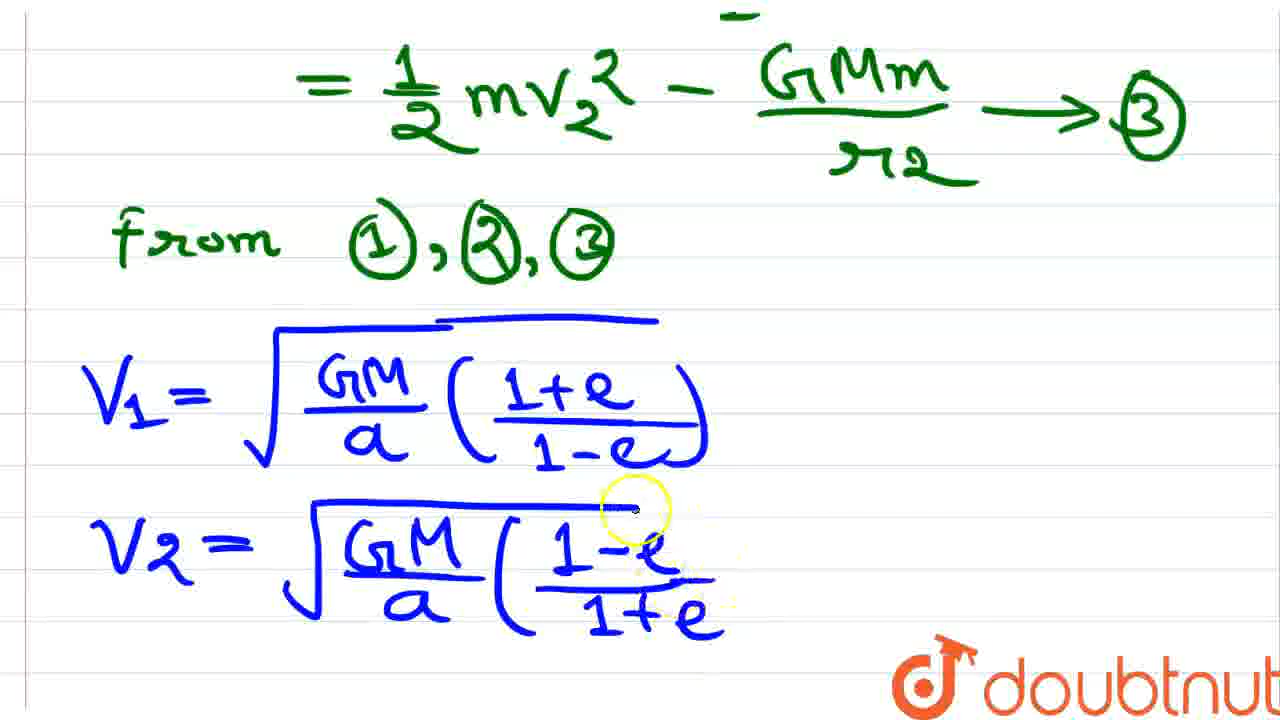 = 1/2 mv₂² - GMm/r2 → ③
from ①, ②, ③
V1 = √(GM/a (1+e/1-e))
V2 = √(GM/a (1-e/1+e
doubtnut